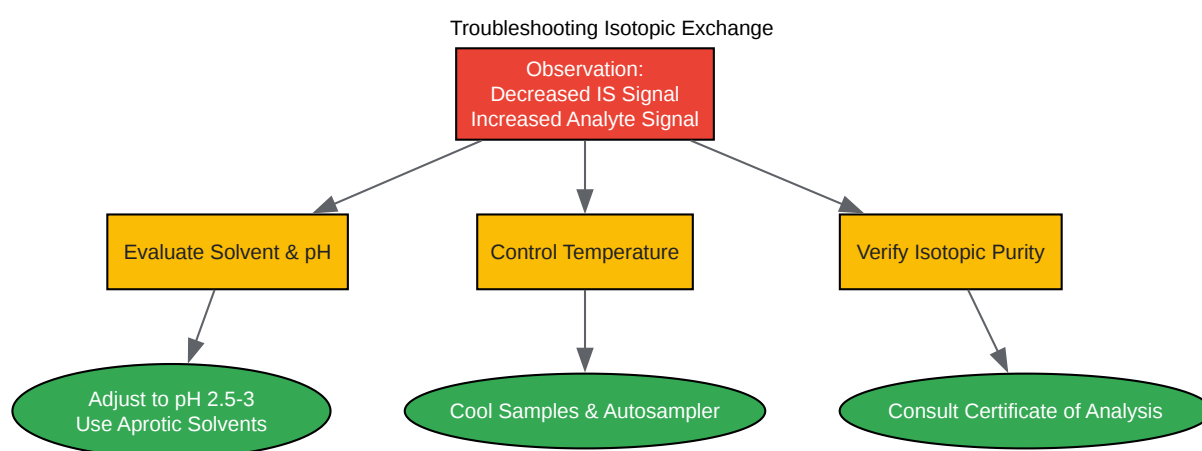 Troubleshooting Isotopic Exchange
Observation:
Decreased IS Signal
Increased Analyte Signal
Evaluate Solvent & pH
Control Temperature
Verify Isotopic Purity
Adjust to pH 2.5-3
Use Aprotic Solvents
Cool Samples & Autosampler
Consult Certificate of Analysis